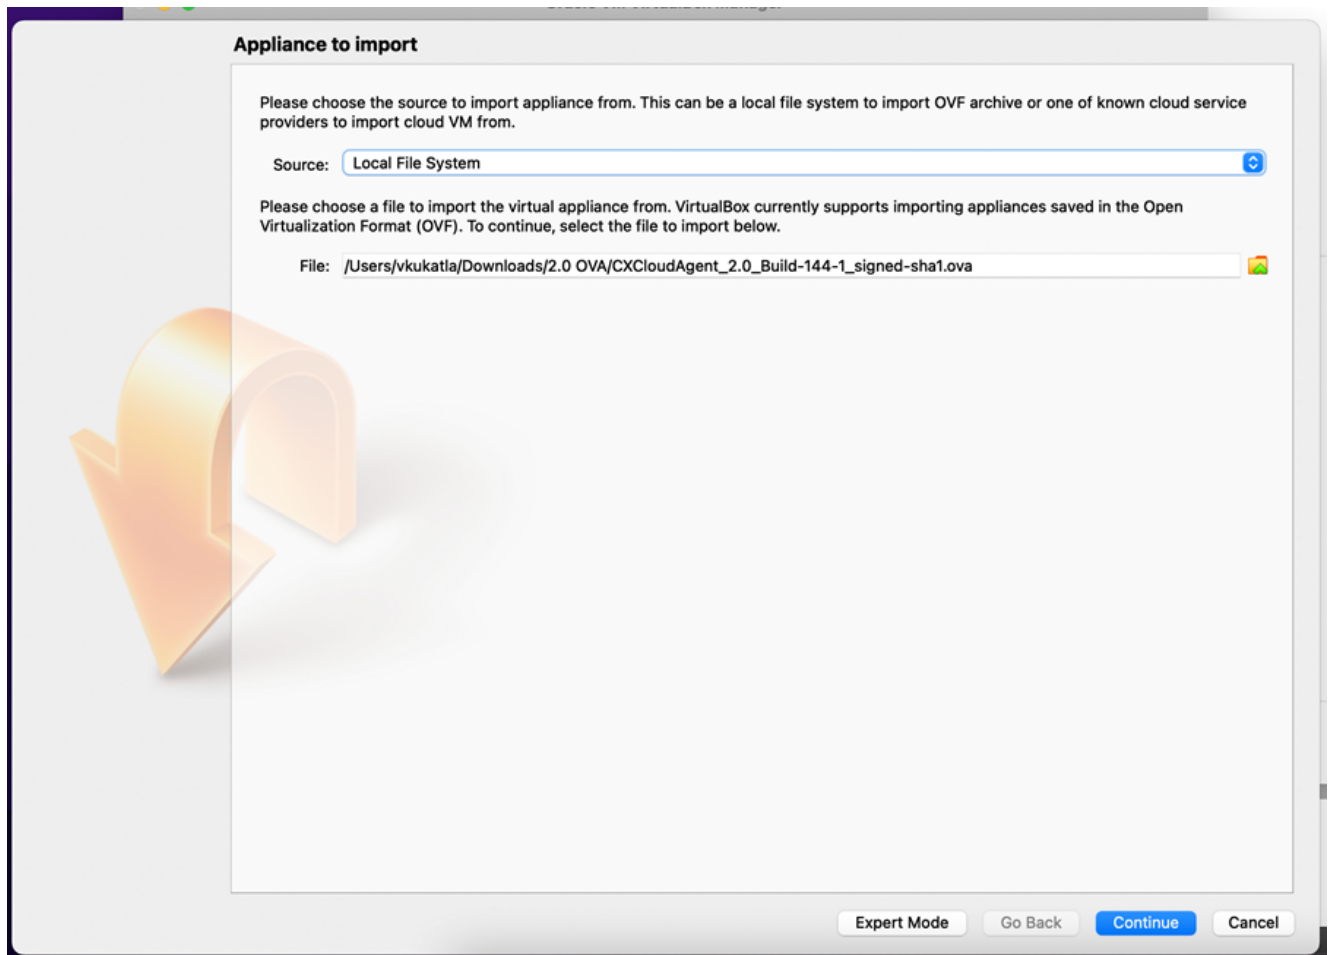 Appliance to import
Please choose the source to import appliance from. This can be a local file system to import OVF archive or one of known cloud service
providers to import cloud VM from.
Source: Local File System
Please choose a file to import the virtual appliance from. VirtualBox currently supports importing appliances saved in the Open
Virtualization Format (OVF). To continue, select the file to import below.
File: /Users/vkukatla/Downloads/2.0 OVA/CXCloudAgent_2.0_Build-144-1_signed-sha1.ova
Expert Mode Go Back Continue Cancel